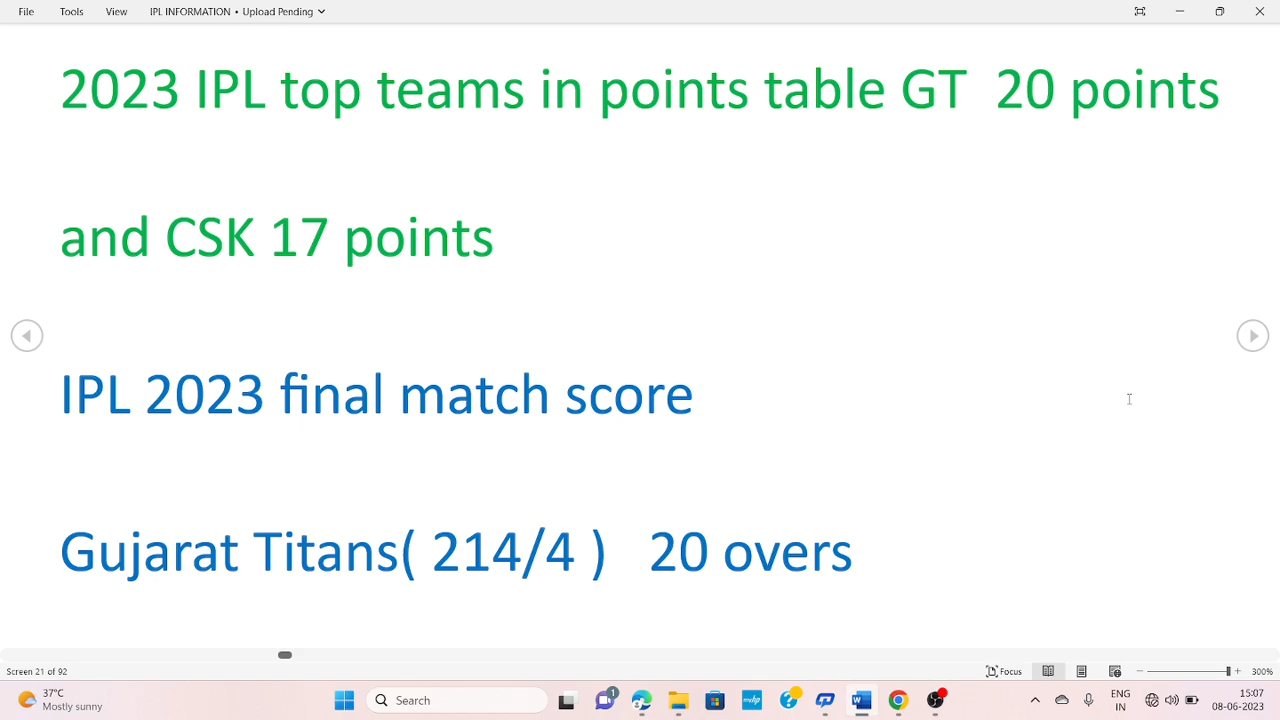 File Tools View IPL INFORMATION • Upload Pending
2023 IPL top teams in points table GT 20 points
and CSK 17 points
IPL 2023 final match score
Gujarat Titans( 214/4 ) 20 overs
Screen 21 of 92 Focus 300%
37°C
Mostly sunny
Search
1
myhp
ENG
IN
15:07
08-06-2023